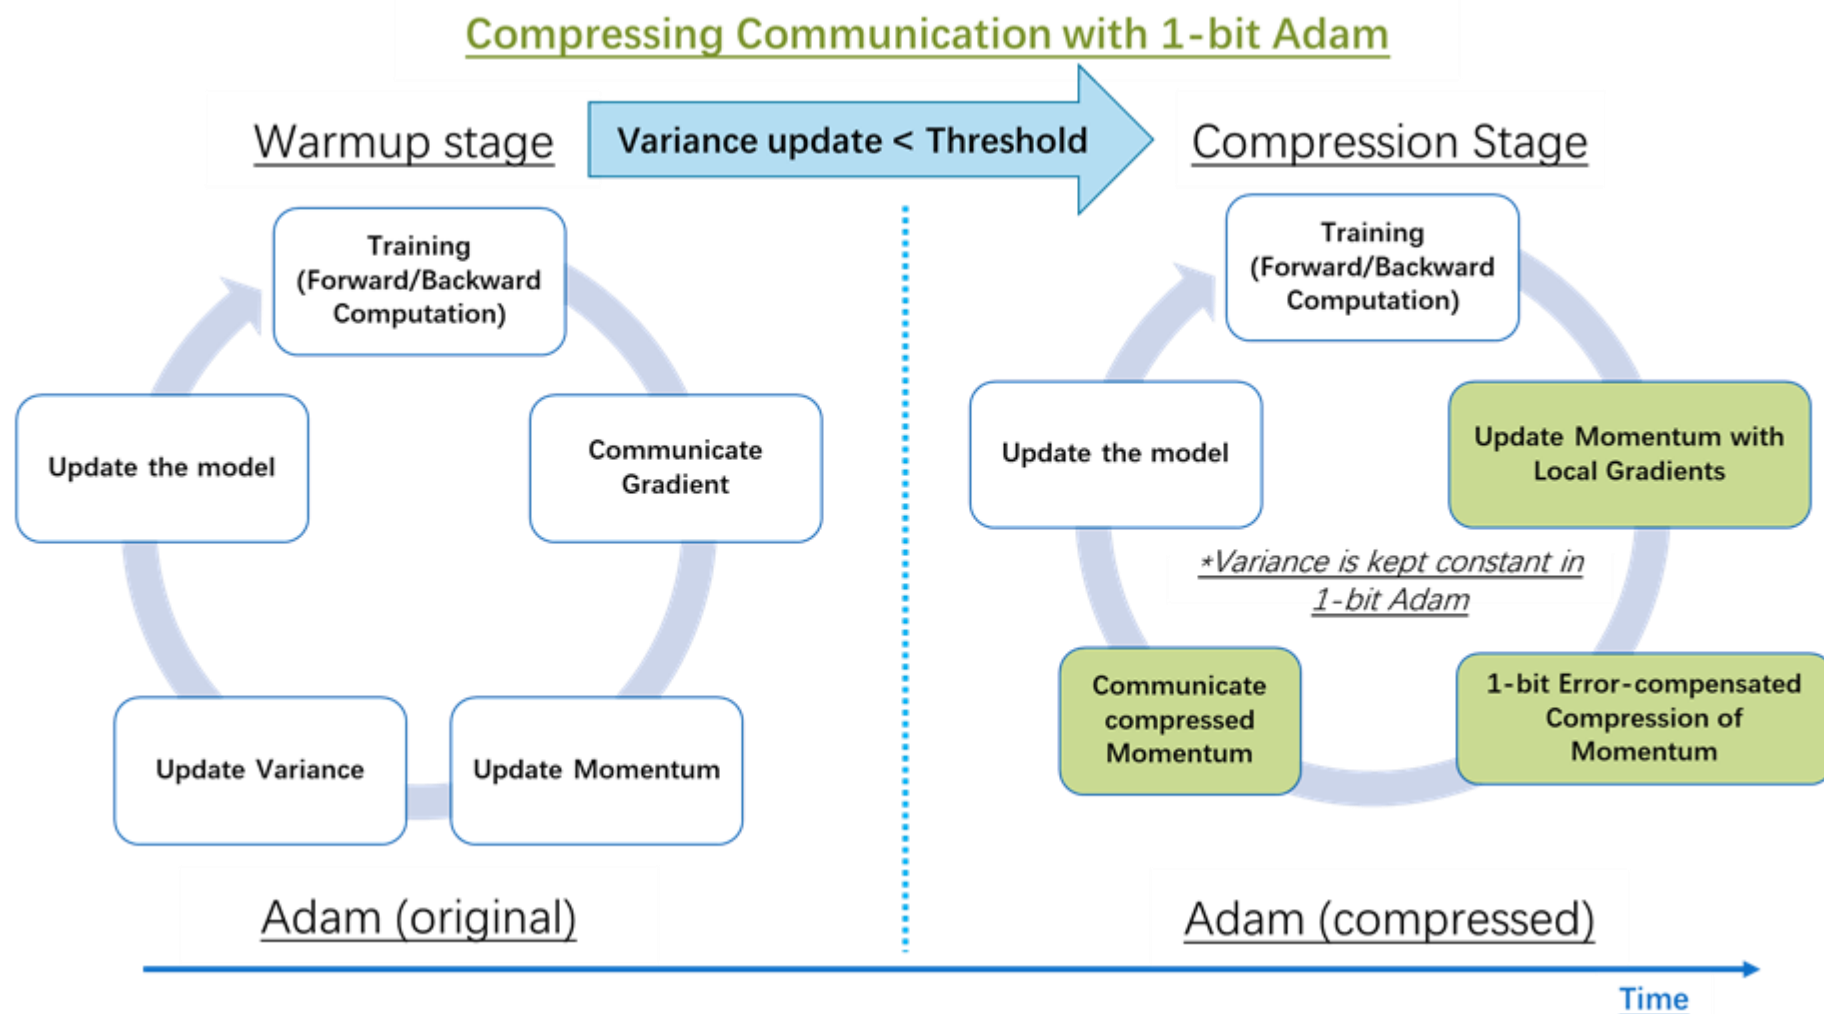 Compressing Communication with 1-bit Adam
Warmup stage
Variance update < Threshold
Compression Stage
Training
(Forward/Backward
Computation)
Communicate
Gradient
Update Momentum
Update Variance
Update the model
Adam (original)
Training
(Forward/Backward
Computation)
Update Momentum with
Local Gradients
1-bit Error-compensated
Compression of
Momentum
Communicate
compressed
Momentum
Update the model
*Variance is kept constant in
1-bit Adam
Adam (compressed)
Time